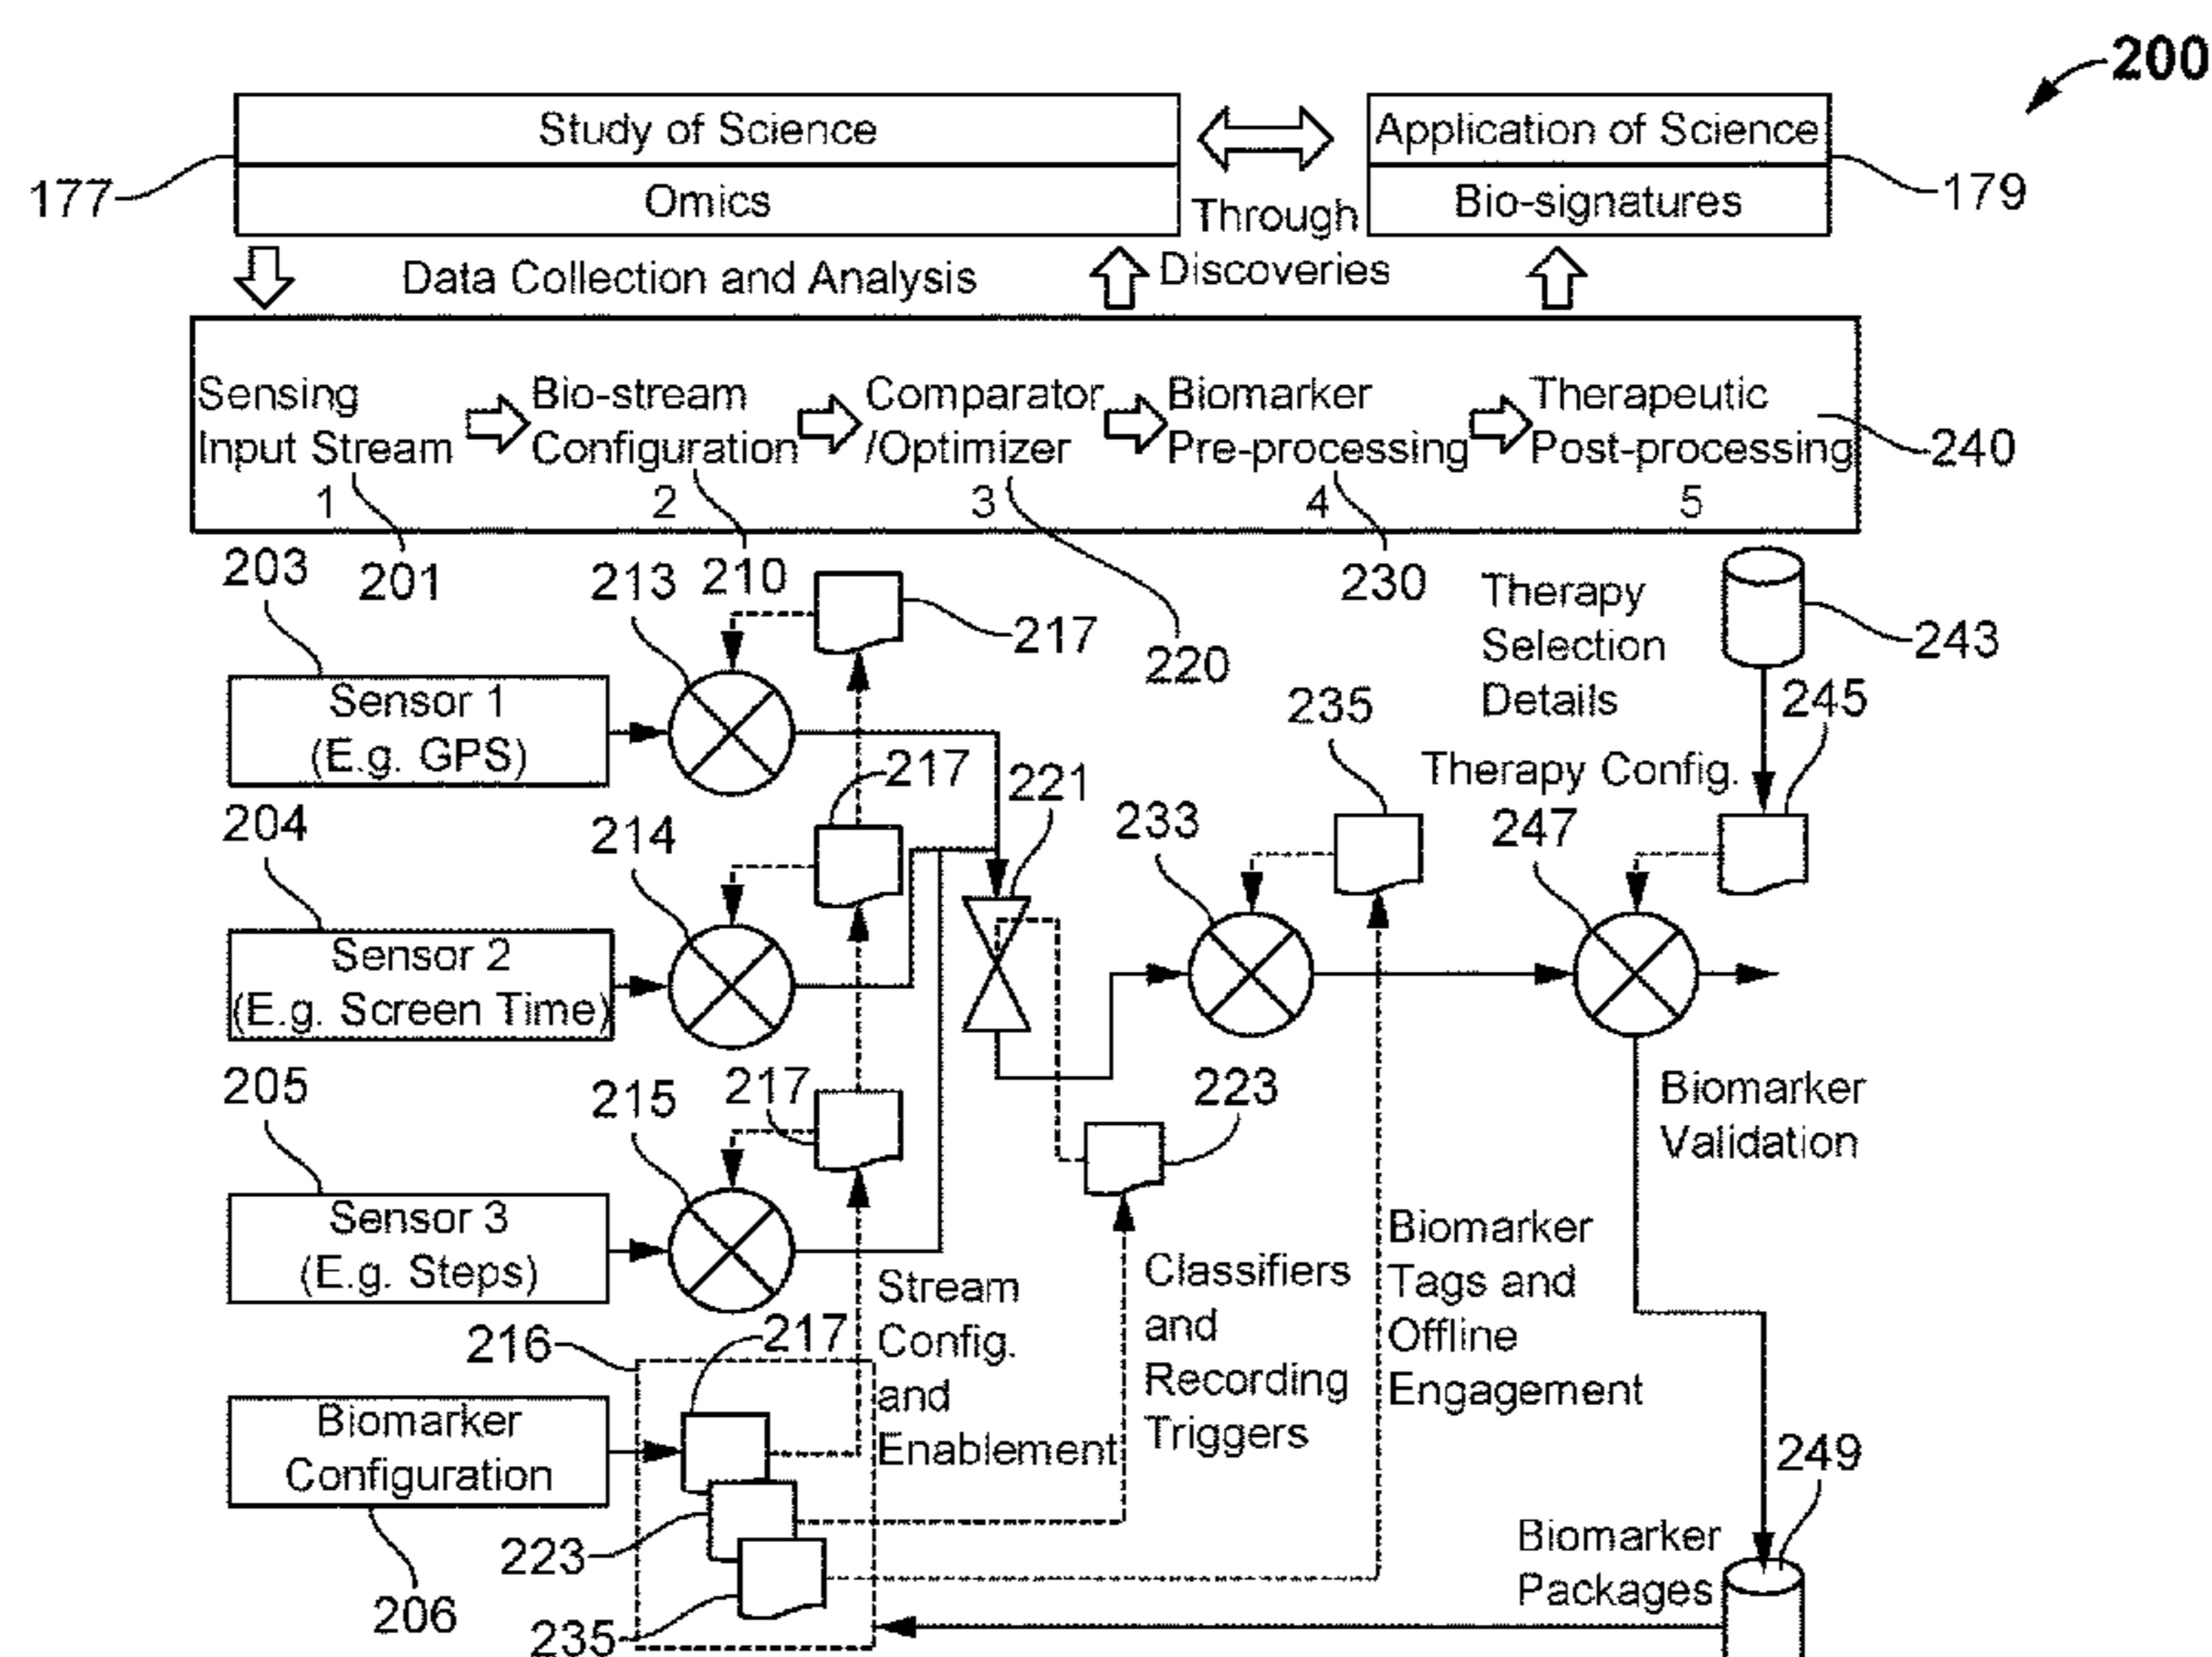 200
Study of Science
Application of Science
177
Omics
Through
Bio-signatures
179
Data Collection and Analysis
Discoveries
Sensing
Input Stream
1
Bio-stream
Configuration
2
Comparator
/Optimizer
3
Biomarker
Pre-processing
4
Therapeutic
Post-processing
5
240
203
201
213
210
217
220
230
Therapy
Selection
Details
243
Sensor 1
(E.g. GPS)
217
221
235
Therapy Config.
245
204
214
233
247
Sensor 2
(E.g. Screen Time)
205
215
217
223
Biomarker
Validation
Sensor 3
(E.g. Steps)
Stream
Config.
and
Enablement
Classifiers
and
Recording
Triggers
Biomarker
Tags and
Offline
Engagement
216
217
Biomarker
Configuration
206
223
235
Biomarker
Packages
249